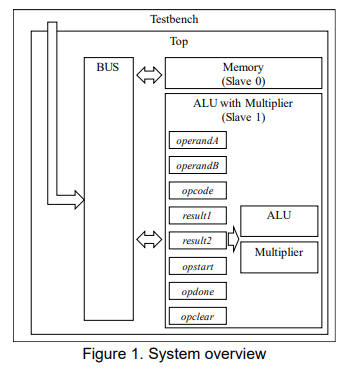 Testbench
Top
BUS
Memory
(Slave 0)
ALU with Multiplier
(Slave 1)
operandA
operandB
opcode
result1
result2
opstart
opdone
opclear
ALU
Multiplier
Figure 1. System overview